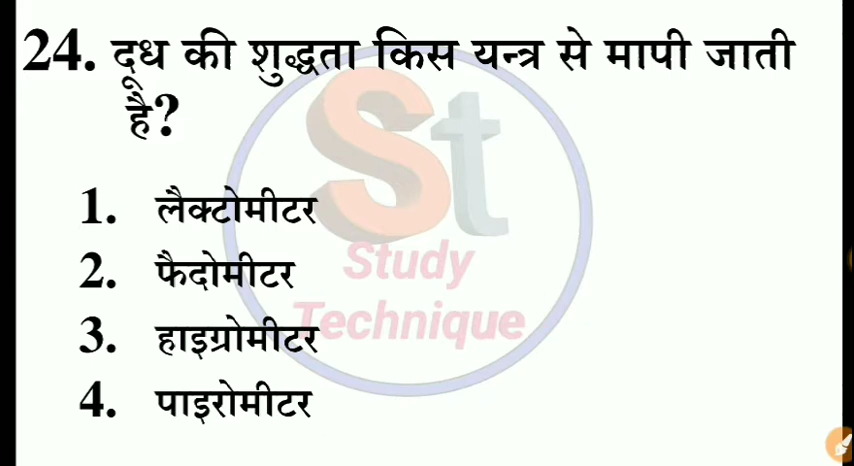 24. दूध की शुद्धता किस यन्त्र से मापी जाती
है?
St
Study
Technique
1. लैक्टोमीटर
2. फैदोमीटर
3. हाइग्रोमीटर
4. पाइरोमीटर